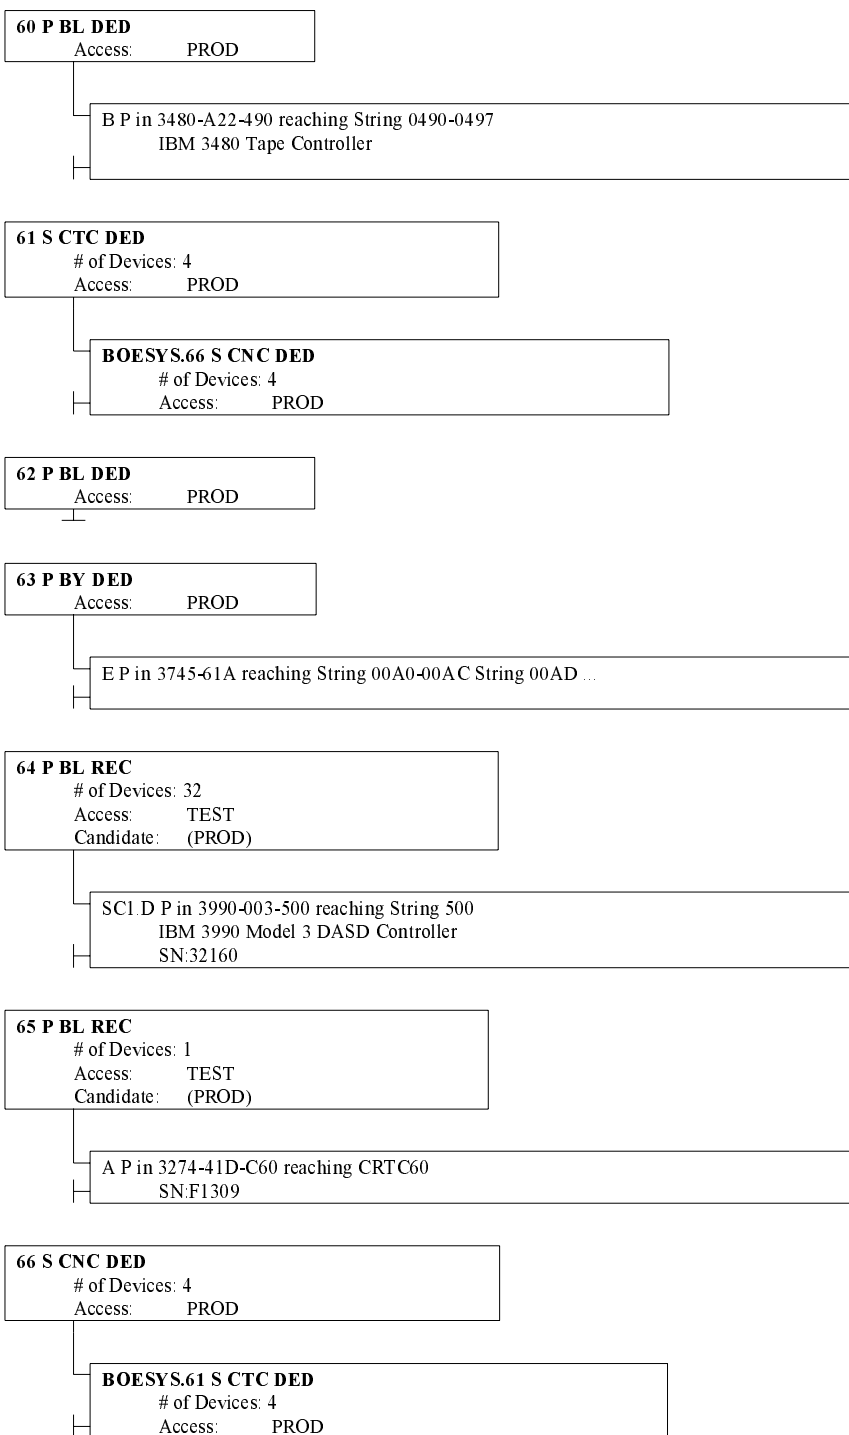 60 P BL DED
Access: PROD
B P in 3480-A22-490 reaching String 0490-0497
IBM 3480 Tape Controller
61 S CTC DED
# of Devices: 4
Access: PROD
BOESYS.66 S CNC DED
# of Devices: 4
Access: PROD
62 P BL DED
Access: PROD
63 P BY DED
Access: PROD
E P in 3745-61A reaching String 00A0-00AC String 00AD ...
64 P BL REC
# of Devices: 32
Access: TEST
Candidate: (PROD)
SC1.D P in 3990-003-500 reaching String 500
IBM 3990 Model 3 DASD Controller
SN:32160
65 P BL REC
# of Devices: 1
Access: TEST
Candidate: (PROD)
A P in 3274-41D-C60 reaching CRTC60
SN:F1309
66 S CNC DED
# of Devices: 4
Access: PROD
BOESYS.61 S CTC DED
# of Devices: 4
Access: PROD